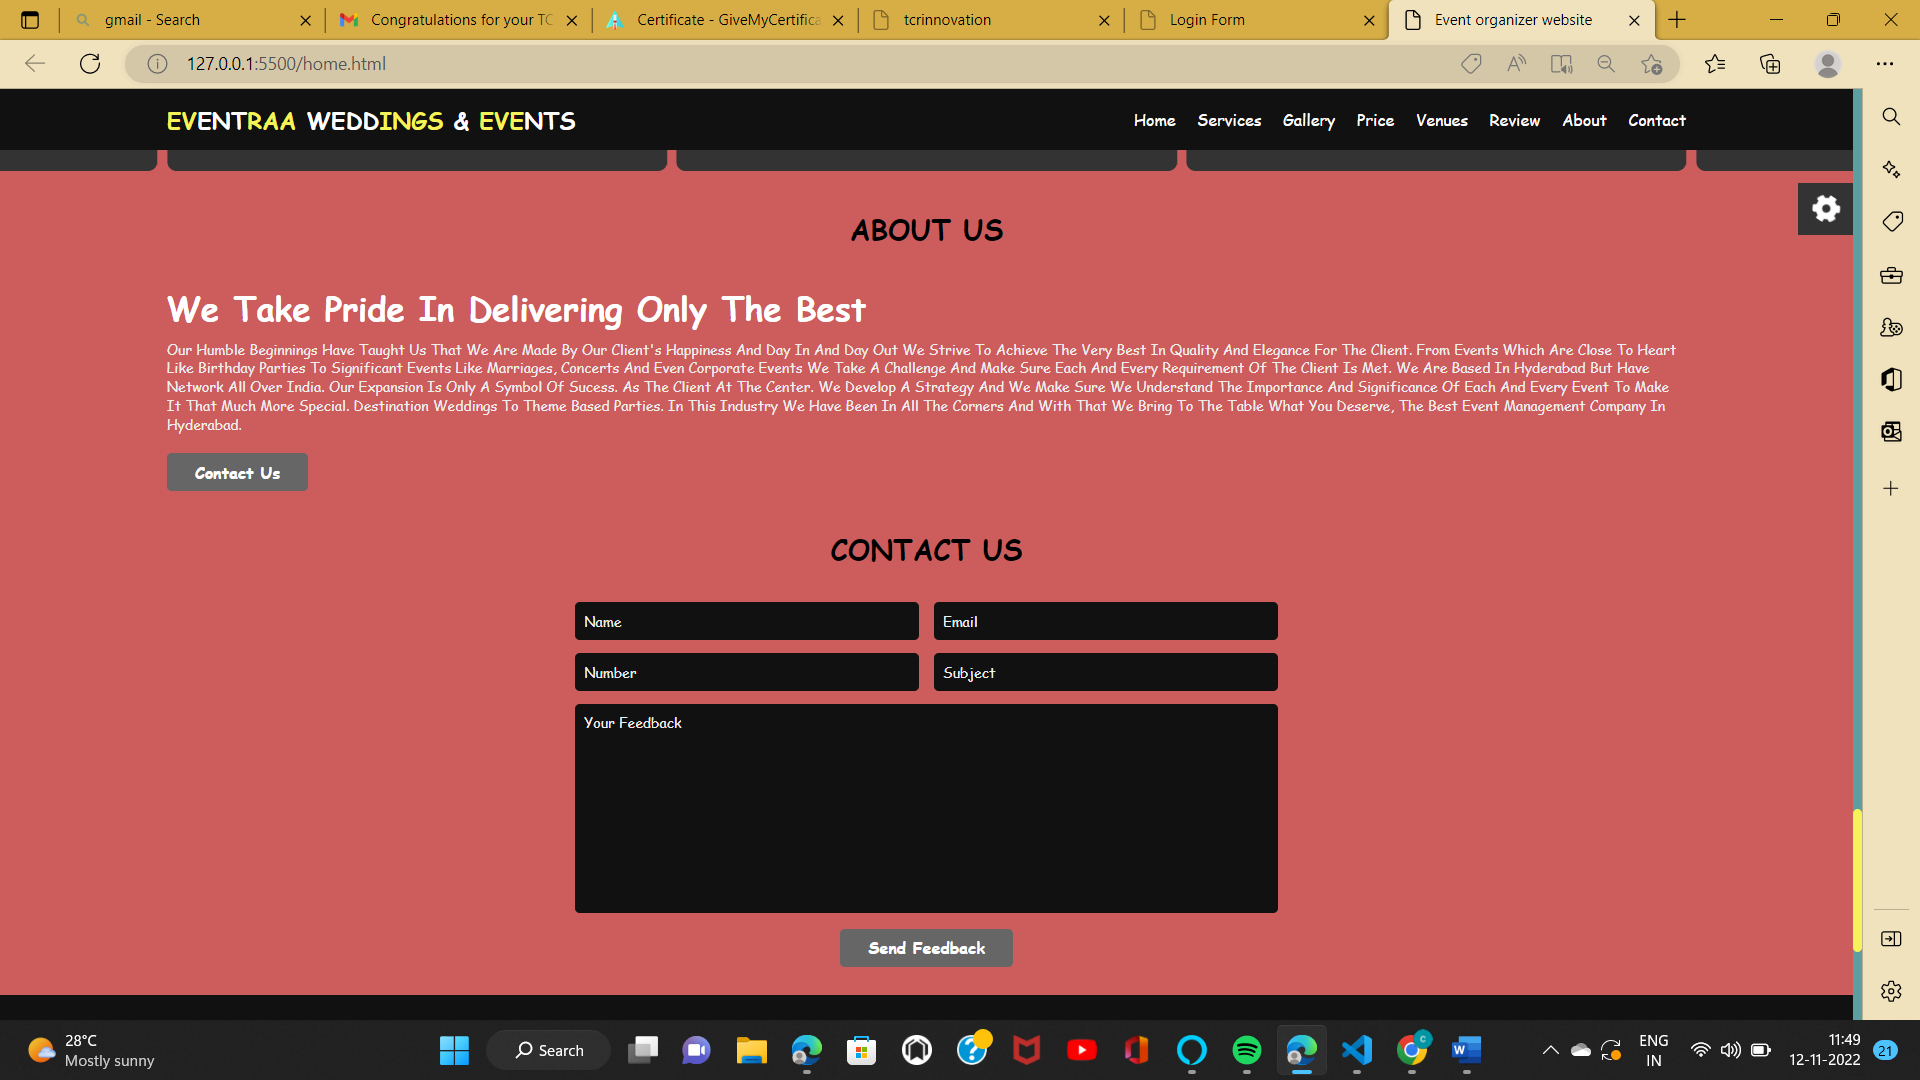 gmail - Search
Congratulations for your TC
Certificate - GiveMyCertifica
tcrinnovation
Login Form
Event organizer website
127.0.0.1:5500/home.html
EVENTRAA WEDDINGS & EVENTS
Home Services Gallery Price Venues Review About Contact
ABOUT US
We Take Pride In Delivering Only The Best
Our Humble Beginnings Have Taught Us That We Are Made By Our Client's Happiness And Day In And Day Out We Strive To Achieve The Very Best In Quality And Elegance For The Client. From Events Which Are Close To Heart
Like Birthday Parties To Significant Events Like Marriages, Concerts And Even Corporate Events We Take A Challenge And Make Sure Each And Every Requirement Of The Client Is Met. We Are Based In Hyderabad But Have
Network All Over India. Our Expansion Is Only A Symbol Of Sucess. As The Client At The Center. We Develop A Strategy And We Make Sure We Understand The Importance And Significance Of Each And Every Event To Make
It That Much More Special. Destination Weddings To Theme Based Parties. In This Industry We Have Been In All The Corners And With That We Bring To The Table What You Deserve, The Best Event Management Company In
Hyderabad.
Contact Us
CONTACT US
Name
Email
Number
Subject
Your Feedback
Send Feedback
28°C
Mostly sunny
Search
ENG
IN
11:49
12-11-2022
21